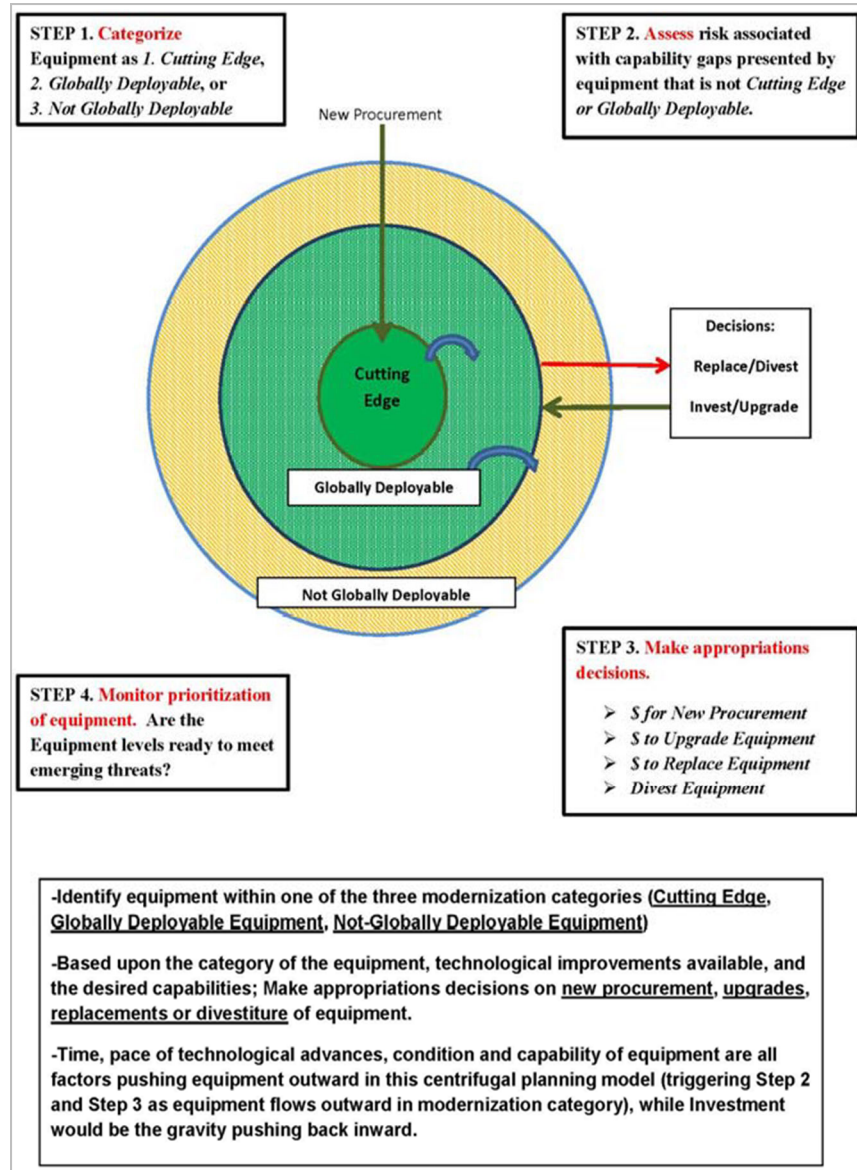 STEP 1. Categorize
Equipment as 1. Cutting Edge,
2. Globally Deployable, or
3. Not Globally Deployable
STEP 2. Assess risk associated
with capability gaps presented by
equipment that is not Cutting Edge
or Globally Deployable.
New Procurement
Cutting
Edge
Globally Deployable
Not Globally Deployable
Decisions:
Replace/Divest
Invest/Upgrade
STEP 4. Monitor prioritization
of equipment. Are the
Equipment levels ready to meet
emerging threats?
STEP 3. Make appropriations
decisions.
➢ $ for New Procurement
➢ $ to Upgrade Equipment
➢ $ to Replace Equipment
➢ Divest Equipment
-Identify equipment within one of the three modernization categories (Cutting Edge,
Globally Deployable Equipment, Not-Globally Deployable Equipment)
-Based upon the category of the equipment, technological improvements available, and
the desired capabilities; Make appropriations decisions on new procurement, upgrades,
replacements or divestiture of equipment.
-Time, pace of technological advances, condition and capability of equipment are all
factors pushing equipment outward in this centrifugal planning model (triggering Step 2
and Step 3 as equipment flows outward in modernization category), while Investment
would be the gravity pushing back inward.